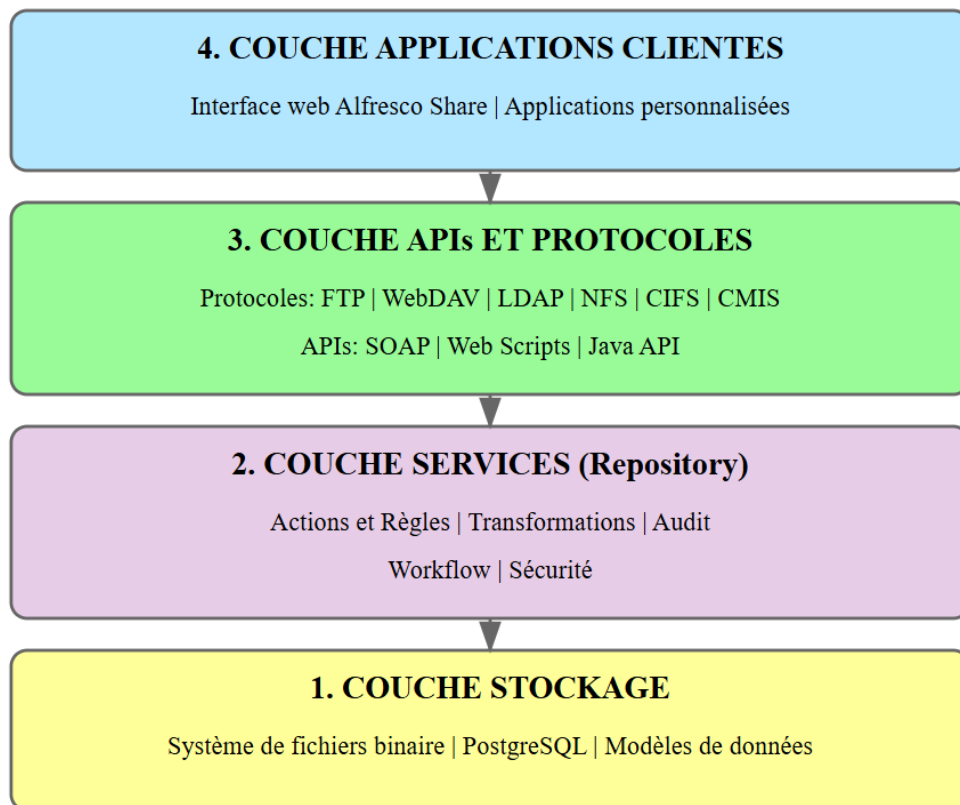 4. COUCHE APPLICATIONS CLIENTES
Interface web Alfresco Share | Applications personnalisées
3. COUCHE APIs ET PROTOCOLES
Protocoles: FTP | WebDAV | LDAP | NFS | CIFS | CMIS
APIs: SOAP | Web Scripts | Java API
2. COUCHE SERVICES (Repository)
Actions et Règles | Transformations | Audit
Workflow | Sécurité
1. COUCHE STOCKAGE
Système de fichiers binaire | PostgreSQL | Modèles de données